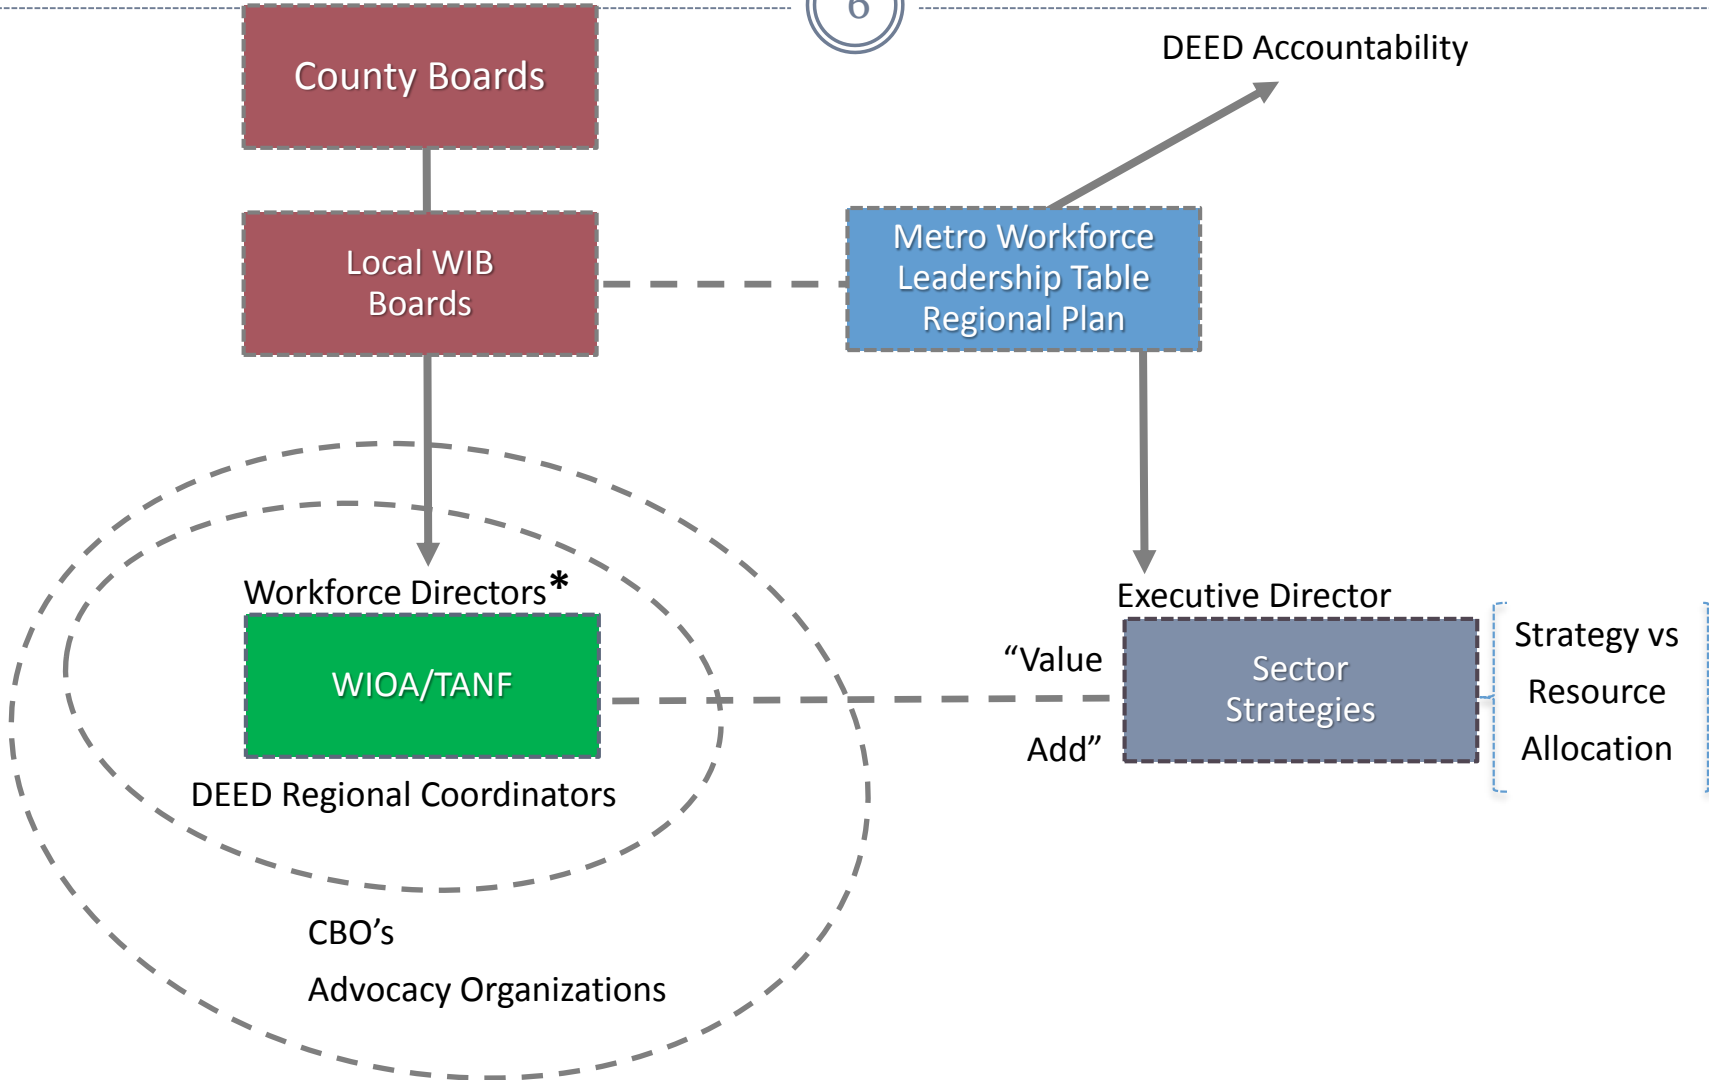 6
DEED Accountability
County Boards
Local WIB
Boards
Metro Workforce
Leadership Table
Regional Plan
Workforce Directors*
WIOA/TANF
DEED Regional Coordinators
CBO’s
Advocacy Organizations
Executive Director
“Value
Add”
Sector
Strategies
Strategy vs
Resource
Allocation